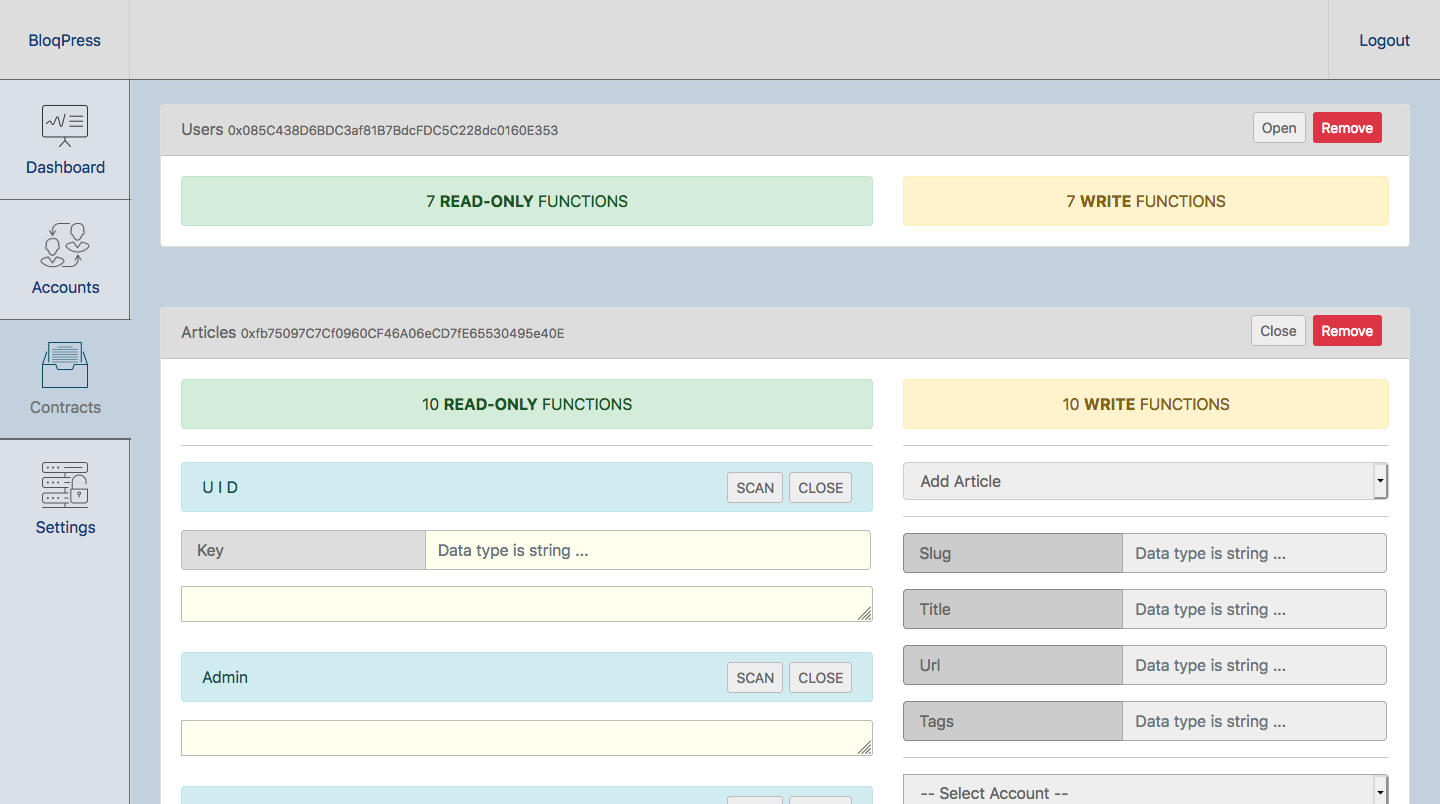 BloqPress
Logout
Dashboard
Accounts
Contracts
Settings
Users 0x085C438D6BDC3af81B7BdcFDC5C228dc0160E353
Open
Remove
7 READ-ONLY FUNCTIONS
7 WRITE FUNCTIONS
Articles 0xfb75097C7Cf0960CF46A06eCD7fE65530495e40E
Close
Remove
10 READ-ONLY FUNCTIONS
10 WRITE FUNCTIONS
U I D
SCAN
CLOSE
Key
Data type is string ...
Admin
SCAN
CLOSE
Add Article
Slug
Data type is string ...
Title
Data type is string ...
Url
Data type is string ...
Tags
Data type is string ...
-- Select Account --